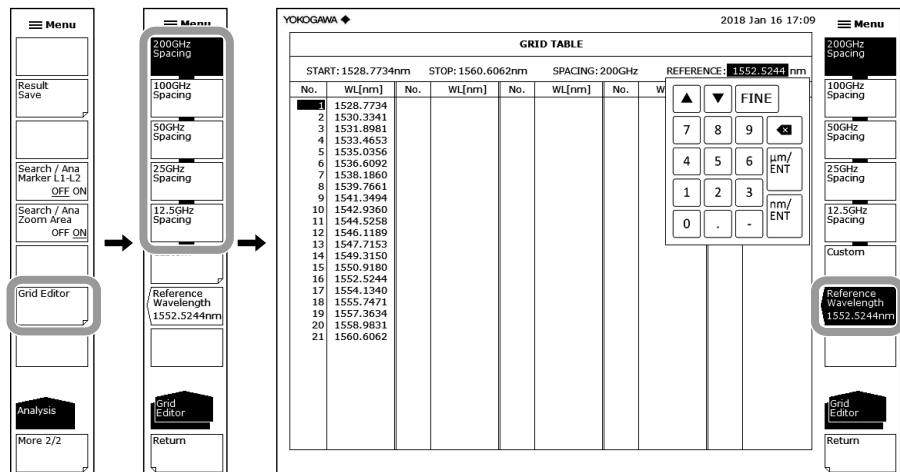 Menu
Result
Save
Search / Ana
Marker L1-L2
OFF ON
Search / Ana
Zoom Area
OFF ON
Grid Editor
Analysis
More 2/2
Menu
200GHz
Spacing
100GHz
Spacing
50GHz
Spacing
25GHz
Spacing
12.5GHz
Spacing
Reference
Wavelength
1552.5244nm
Grid
Editor
Return
YOKOGAWA 2018 Jan 16 17:09
GRID TABLE
START: 1528.7734nm STOP: 1560.6062nm SPACING: 200GHz REFERENCE: 1552.5244 nm
No. WL[nm] No. WL[nm] No. WL[nm] No.
1 1528.7734
2 1530.3341
3 1531.8981
4 1533.4653
5 1535.0356
6 1536.6092
7 1538.1860
8 1539.7661
9 1541.3494
10 1542.9360
11 1544.5258
12 1546.1189
13 1547.7153
14 1549.3150
15 1550.9180
16 1552.5244
17 1554.1340
18 1555.7471
19 1557.3634
20 1558.9831
21 1560.6062
▲ ▼ FINE
7 8 9
4 5 6 µm/
ENT
1 2 3 nm/
ENT
0 . -
Menu
200GHz
Spacing
100GHz
Spacing
50GHz
Spacing
25GHz
Spacing
12.5GHz
Spacing
Custom
Reference
Wavelength
1552.5244nm
Grid
Editor
Return